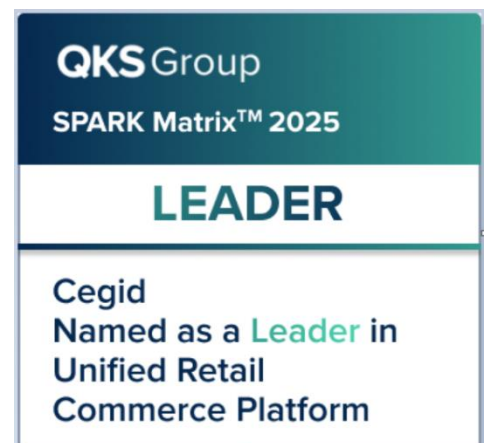 QKS Group
SPARK Matrix™ 2025
LEADER
Cegid
Named as a Leader in
Unified Retail
Commerce Platform